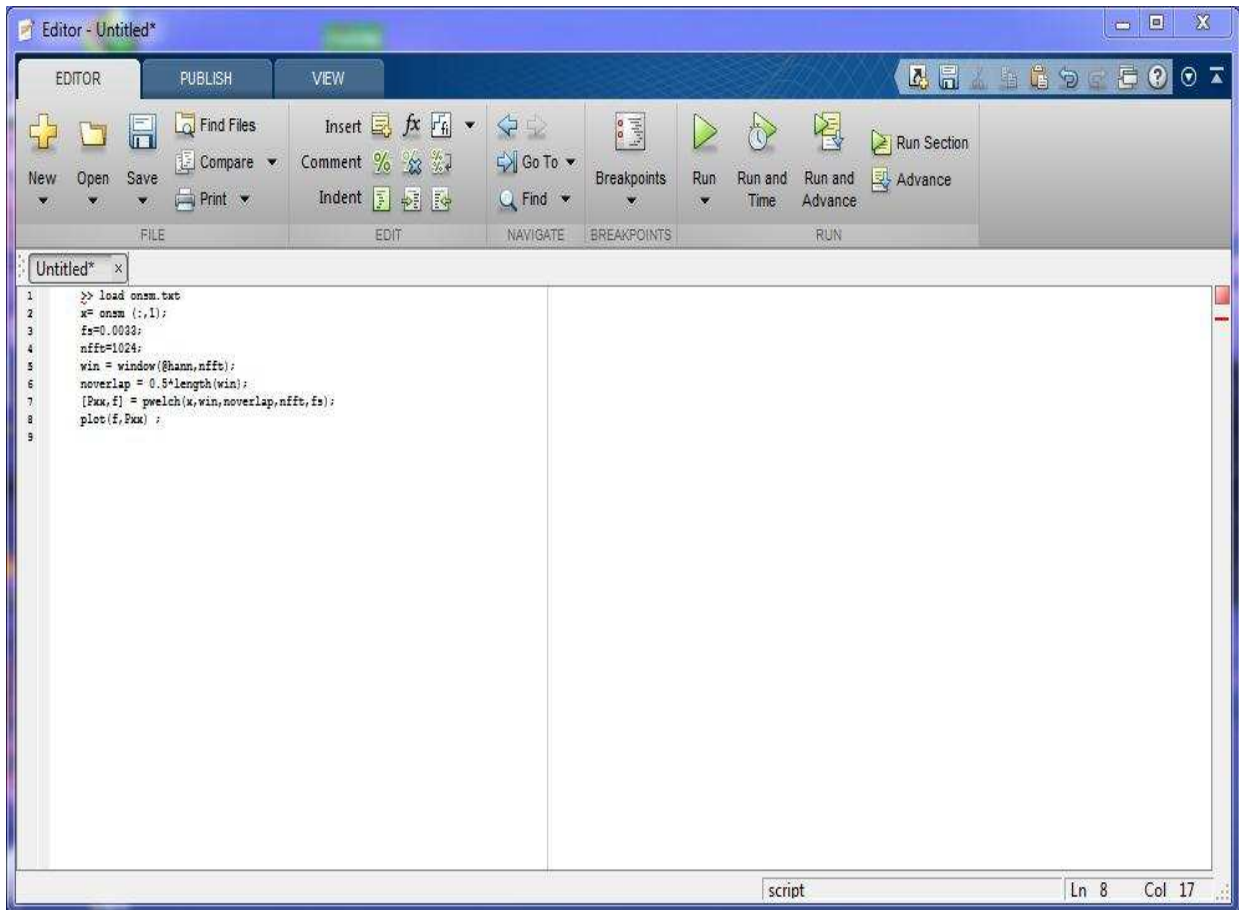 Editor - Untitled*
EDITOR PUBLISH VIEW
New Open Save
Find Files
Compare
Print
FILE
Insert fx
Comment
Indent
EDIT
Go To
Find
NAVIGATE
Breakpoints
BREAKPOINTS
Run Run and Time Run and Advance
Run Section
Advance
RUN
Untitled* ×
1 >> load onsm.txt
2 x= onsm (:,1);
3 fs=0.0033;
4 nfft=1024;
5 win = window(@hann,nfft);
6 noverlap = 0.5*length(win);
7 [Pxx,f] = pwelch(x,win,noverlap,nfft,fs);
8 plot(f,Pxx) ;
9
script Ln 8 Col 17